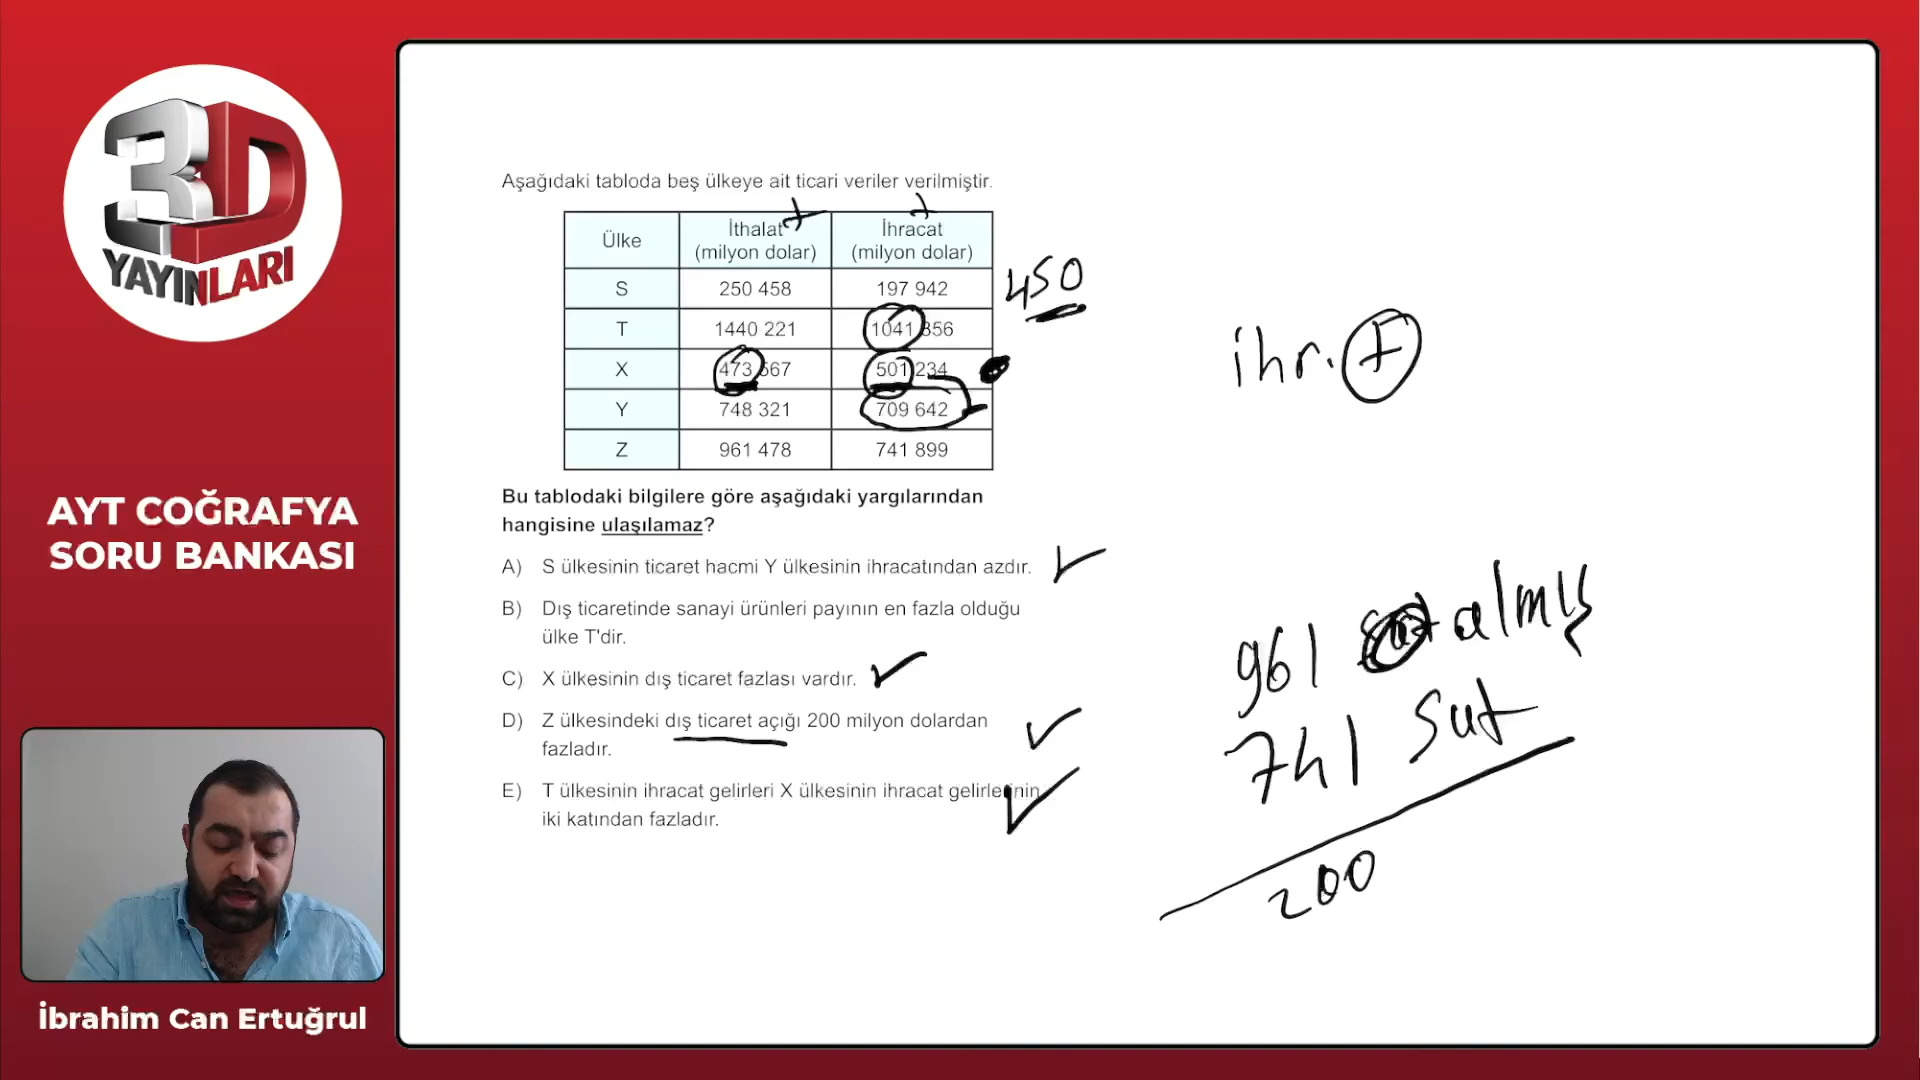 3D
YAYINLARI
AYT COĞRAFYA
SORU BANKASI
İbrahim Can Ertuğrul
Aşağıdaki tabloda beş ülkeye ait ticari veriler verilmiştir.
Ülke İthalat (milyon dolar) İhracat (milyon dolar)
S 250 458 197 942
T 1440 221 1041 356
X 473 567 501 234
Y 748 321 709 642
Z 961 478 741 899
450
ihr. +
Bu tablodaki bilgilere göre aşağıdaki yargılarından
hangisine ulaşılamaz?
A) S ülkesinin ticaret hacmi Y ülkesinin ihracatından azdır.
B) Dış ticaretinde sanayi ürünleri payının en fazla olduğu
ülke T'dir.
C) X ülkesinin dış ticaret fazlası vardır.
D) Z ülkesindeki dış ticaret açığı 200 milyon dolardan
fazladır.
E) T ülkesinin ihracat gelirleri X ülkesinin ihracat gelirlerinin
iki katından fazladır.
961 almış
741 sat
200